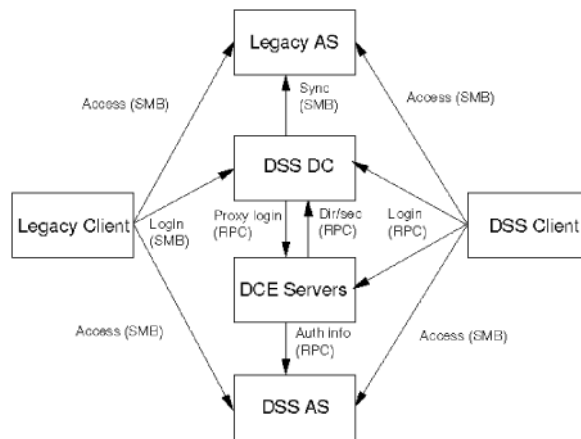 Legacy AS
Access (SMB)
Sync
(SMB)
Access (SMB)
DSS DC
Legacy Client
Login
(SMB)
Proxy login
(RPC)
Dir/sec
(RPC)
Login
(RPC)
DSS Client
DCE Servers
Access (SMB)
Auth info
(RPC)
Access (SMB)
DSS AS